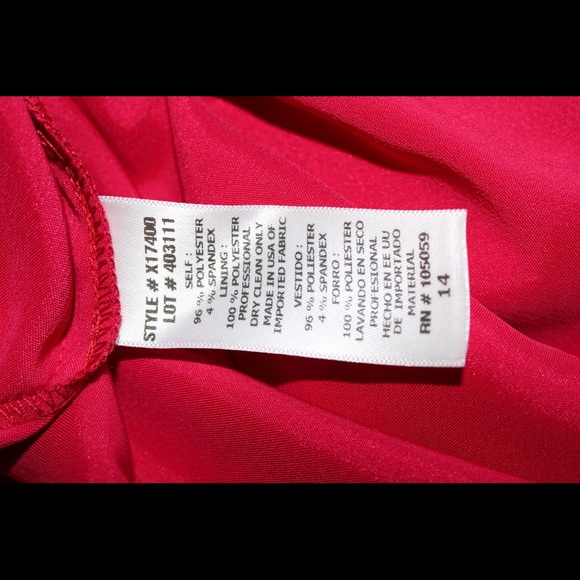 STYLE # X17400
LOT # 403111
SELF :
96 % POLYESTER
4 % SPANDEX
LINING :
100 % POLYESTER
PROFESSIONAL
DRY CLEAN ONLY
MADE IN USA OF
IMPORTED FABRIC
VESTIDO :
96 % POLIESTER
4 % SPANDEX
FORRO :
100 % POLIESTER
LAVANDO EN SECO
PROFESIONAL
HECHO EN EE UU
DE IMPORTADO
MATERIAL
RN # 105059
14